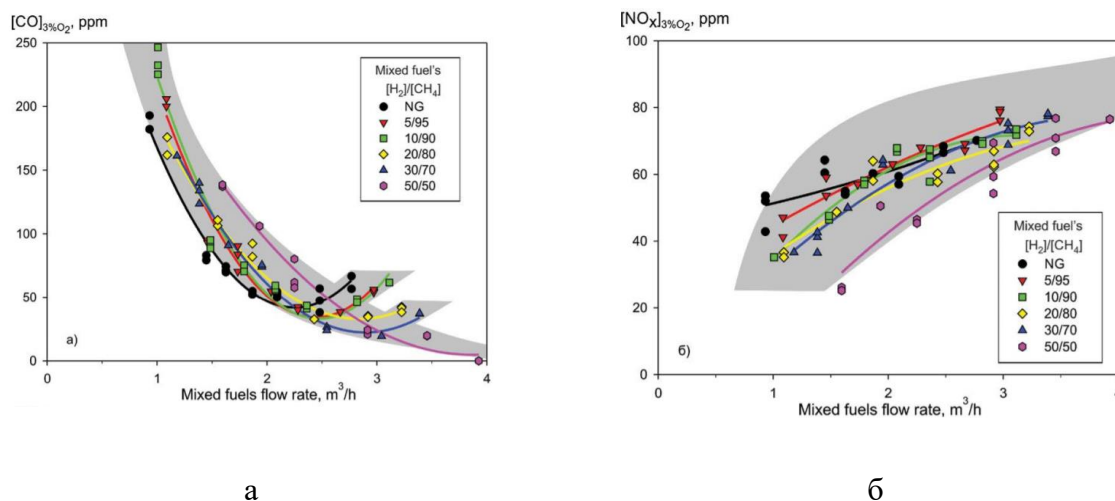 [CO]3%O2, ppm
250
200
150
100
50
0
Mixed fuel's
[H2]/[CH4]
NG
5/95
10/90
20/80
30/70
50/50
a)
0
1
2
3
4
Mixed fuels flow rate, m³/h
а
[NOX]3%O2, ppm
100
80
60
40
20
0
Mixed fuel's
[H2]/[CH4]
NG
5/95
10/90
20/80
30/70
50/50
б)
0
1
2
3
4
Mixed fuels flow rate, m³/h
б